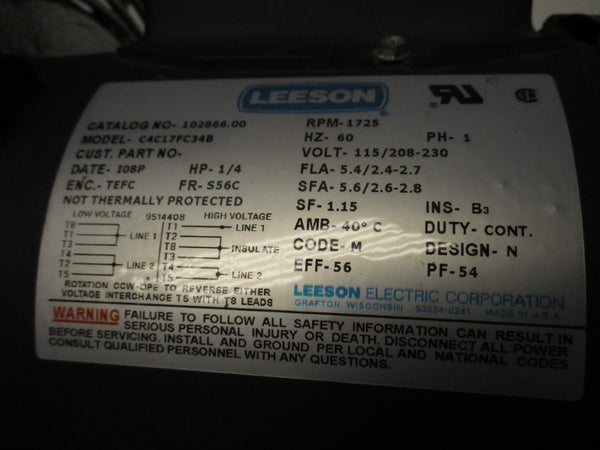 LEESON
CATALOG NO- 102866.00
MODEL- C4C17FC34B
CUST. PART NO-
DATE- I08P HP- 1/4
ENC.- TEFC FR- S56C
NOT THERMALLY PROTECTED
RPM-1725
HZ- 60 PH- 1
VOLT- 115/208-230
FLA- 5.4/2.4-2.7
SFA- 5.6/2.6-2.8
SF- 1.15 INS- B3
AMB- 40° C DUTY- CONT.
CODE- M DESIGN- N
EFF-56 PF-54
LOW VOLTAGE 9514408 HIGH VOLTAGE
T8 T1 LINE 1
T1 LINE 1 T2
T3 T8 INSULATE
T2 T3
T4 LINE 2 T4 LINE 2
T5 T5
ROTATION CCW-OPE TO REVERSE EITHER
VOLTAGE INTERCHANGE T5 WITH T8 LEADS
LEESON ELECTRIC CORPORATION
GRAFTON, WISCONSIN 53024-0241 MADE IN U.S.A
WARNING FAILURE TO FOLLOW ALL SAFETY INFORMATION CAN RESULT IN
SERIOUS PERSONAL INJURY OR DEATH. DISCONNECT ALL POWER
BEFORE SERVICING. INSTALL AND GROUND PER LOCAL AND NATIONAL CODES
CONSULT QUALIFIED PERSONNEL WITH ANY QUESTIONS.